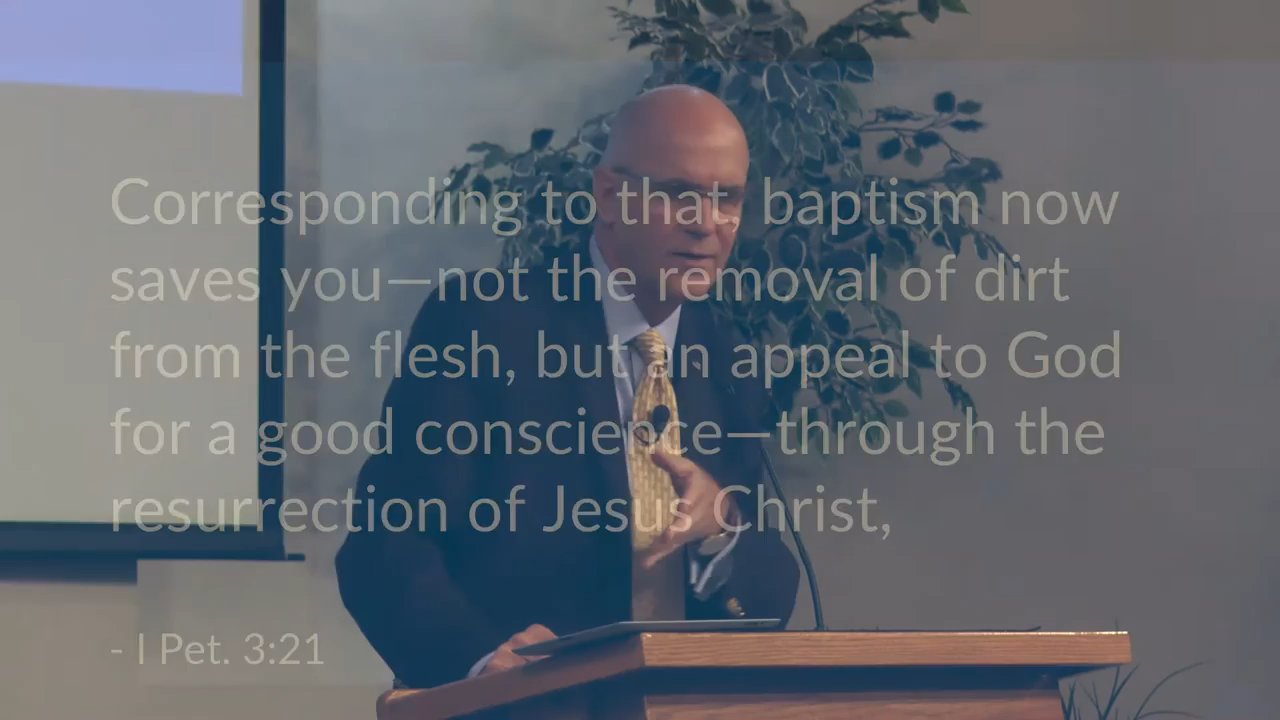 Corresponding to that, baptism now
saves you—not the removal of dirt
from the flesh, but an appeal to God
for a good conscience—through the
resurrection of Jesus Christ,
- I Pet. 3:21